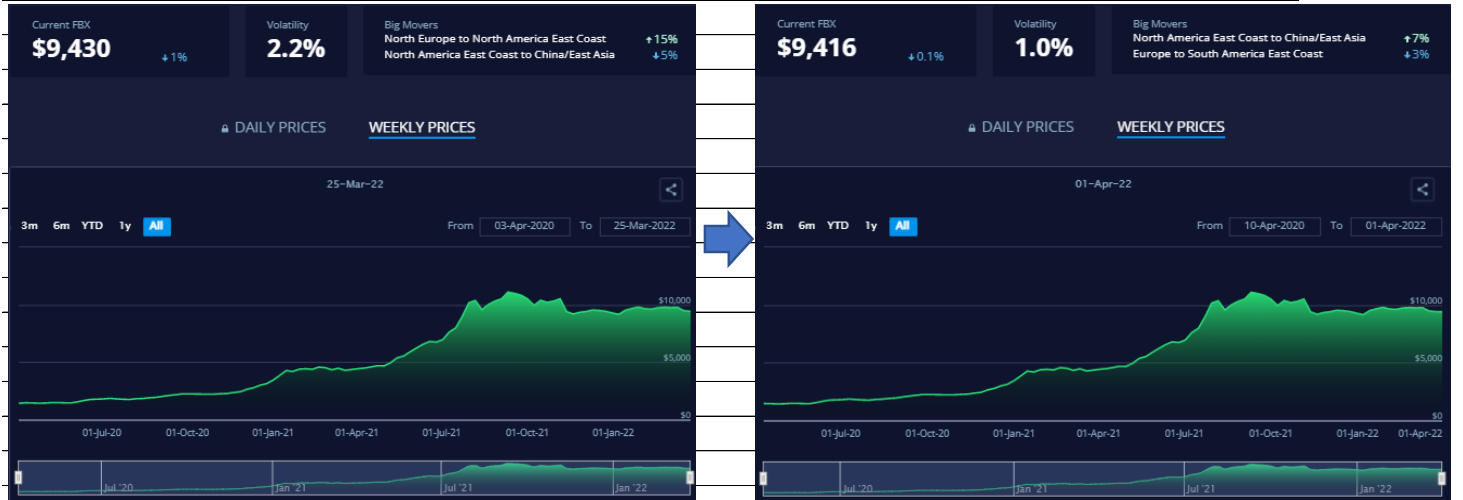 Current FBX
$9,430
1%
Volatility
2.2%
Big Movers
North Europe to North America East Coast 15%
North America East Coast to China/East Asia 5%
DAILY PRICES WEEKLY PRICES
25-Mar-22
3m 6m YTD 1y All
From 03-Apr-2020 To 25-Mar-2022
$10,000
$5,000
$0
01-Jul-20 01-Oct-20 01-Jan-21 01-Apr-21 01-Jul-21 01-Oct-21 01-Jan-22
Jul '20 Jan '21 Jul '21 Jan '22
Current FBX
$9,416
0.1%
Volatility
1.0%
Big Movers
North America East Coast to China/East Asia 7%
Europe to South America East Coast 3%
DAILY PRICES WEEKLY PRICES
01-Apr-22
3m 6m YTD 1y All
From 10-Apr-2020 To 01-Apr-2022
$10,000
$5,000
$0
01-Jul-20 01-Oct-20 01-Jan-21 01-Apr-21 01-Jul-21 01-Oct-21 01-Jan-22 01-Apr-22
Jul '20 Jan '21 Jul '21 Jan '22